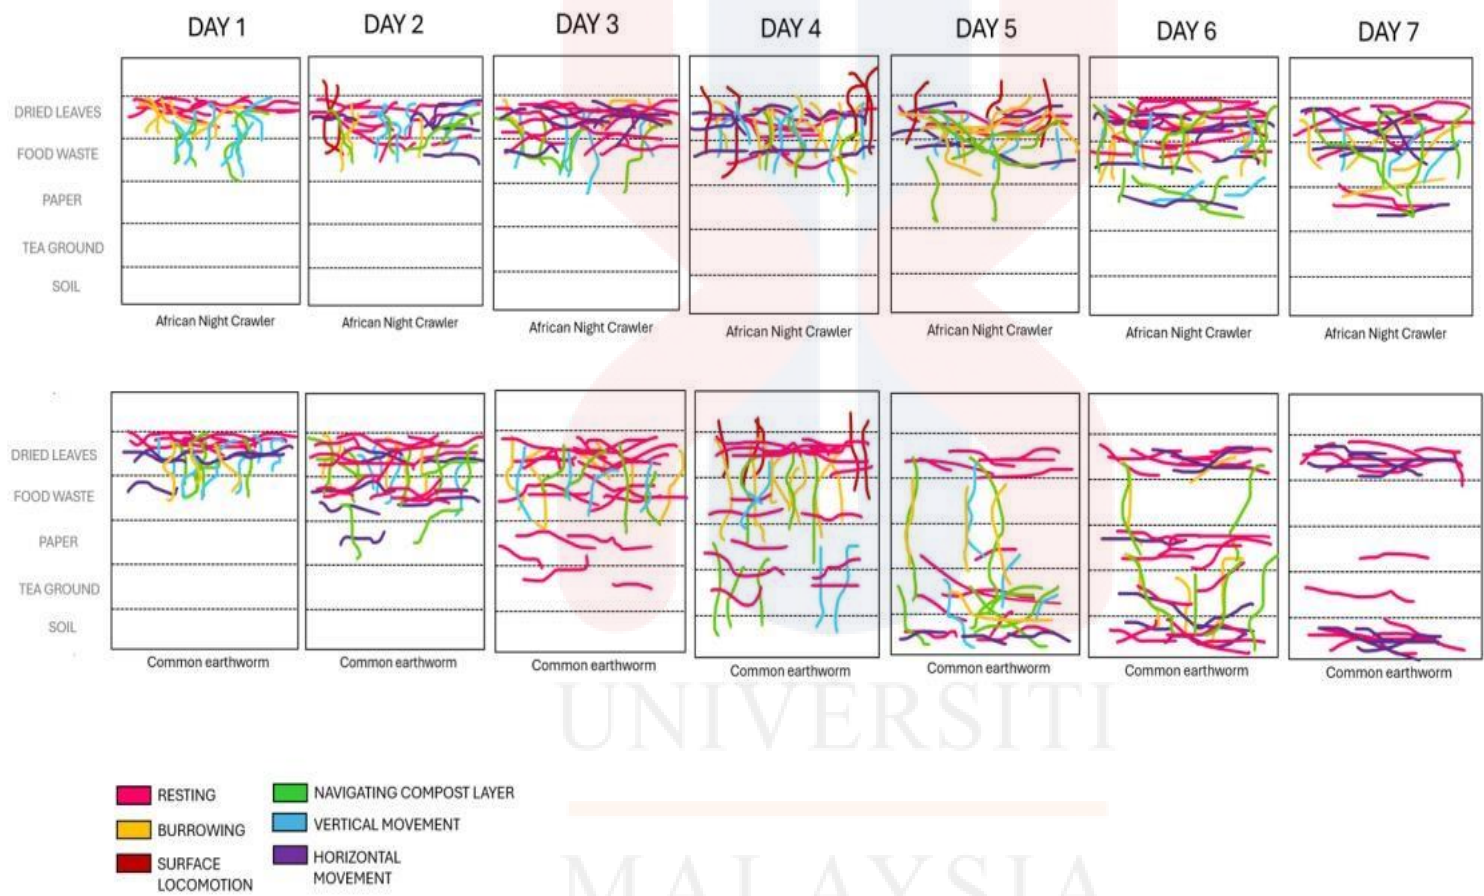 DAY 1
DAY 2
DAY 3
DAY 4
DAY 5
DAY 6
DAY 7
DRIED LEAVES
FOOD WASTE
PAPER
TEA GROUND
SOIL
African Night Crawler
African Night Crawler
African Night Crawler
African Night Crawler
African Night Crawler
African Night Crawler
African Night Crawler
DRIED LEAVES
FOOD WASTE
PAPER
TEA GROUND
SOIL
Common earthworm
Common earthworm
Common earthworm
Common earthworm
Common earthworm
Common earthworm
Common earthworm
UNIVERSITI
RESTING
BURROWING
SURFACE
LOCOMOTION
NAVIGATING COMPOST LAYER
VERTICAL MOVEMENT
HORIZONTAL
MOVEMENT
MALAYSIA